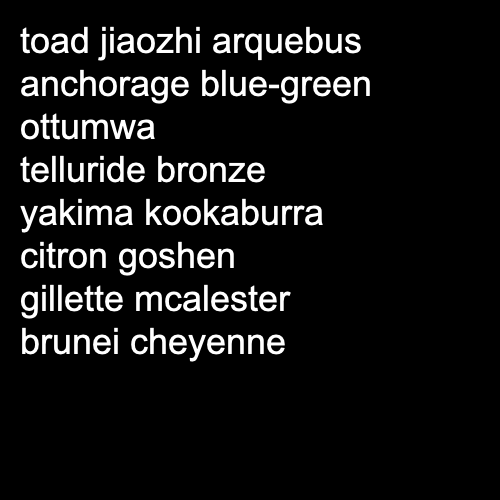 toad jiaozhi arquebus
anchorage blue-green
ottumwa
telluride bronze
yakima kookaburra
citron goshen
gillette mcalester
brunei cheyenne